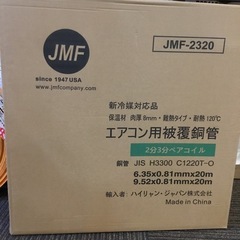 JMF
JMF-2320
since 1947 USA
www.jmfcompany.com
新冷媒対応品
保温材 肉厚8mm・難熱タイプ・耐熱120℃
エアコン用被覆銅管
2分3分ペアコイル
銅管 JIS H3300 C1220T-O
6.35x0.81mmx20m
9.52x0.81mmx20m
輸入者：ハイリャン・ジャパン株式会社